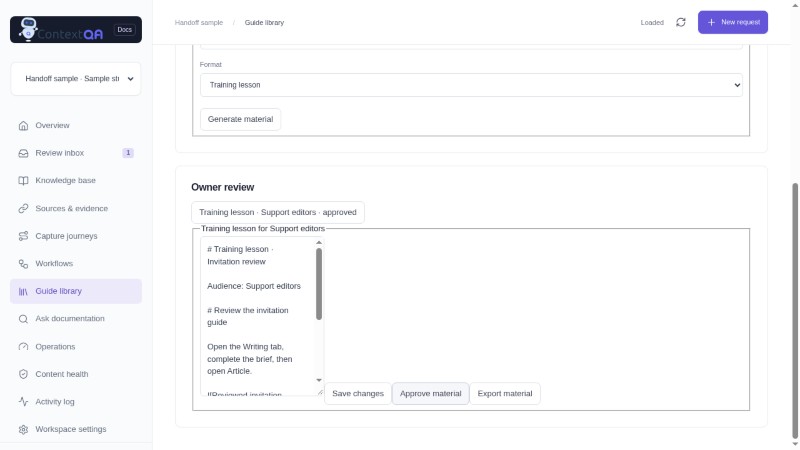 ContextQA
Docs
Handoff sample
/
Guide library
Loaded
New request
Handoff sample · Sample st
Overview
Review inbox
1
Knowledge base
Sources & evidence
Capture journeys
Workflows
Guide library
Ask documentation
Operations
Content health
Activity log
Workspace settings
Format
Training lesson
Generate material
Owner review
Training lesson · Support editors · approved
Training lesson for Support editors
# Training lesson ·
Invitation review
Audience: Support editors
# Review the invitation
guide
Open the Writing tab,
complete the brief, then
open Article.
![Reviewed invitation
Save changes
Approve material
Export material